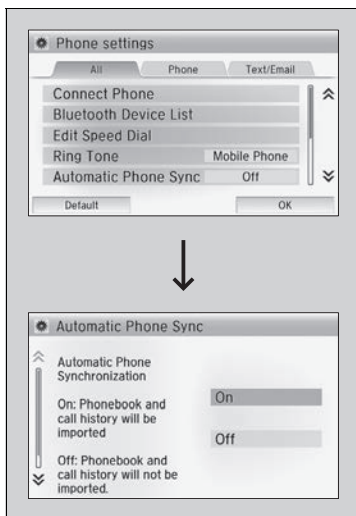 Phone settings
All Phone Text/Email
Connect Phone
Bluetooth Device List
Edit Speed Dial
Ring Tone Mobile Phone
Automatic Phone Sync Off
Default OK
Automatic Phone Sync
Automatic Phone
Synchronization
On: Phonebook and
call history will be
imported
Off: Phonebook and
call history will not be
imported.
On
Off